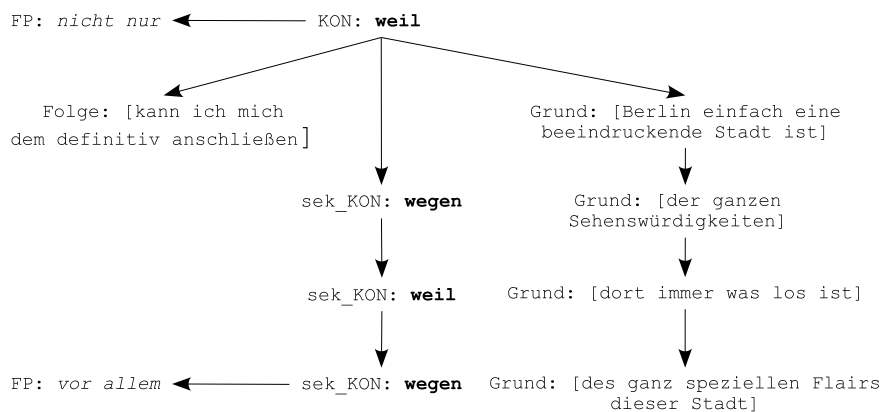 FP: nicht nur KON: weil
Folge: [kann ich mich
dem definitiv anschließen]
Grund: [Berlin einfach eine
beeindruckende Stadt ist]
sek_KON: wegen
Grund: [der ganzen
Sehenswürdigkeiten]
sek_KON: weil
Grund: [dort immer was los ist]
FP: vor allem
sek_KON: wegen
Grund: [des ganz speziellen Flairs
dieser Stadt]